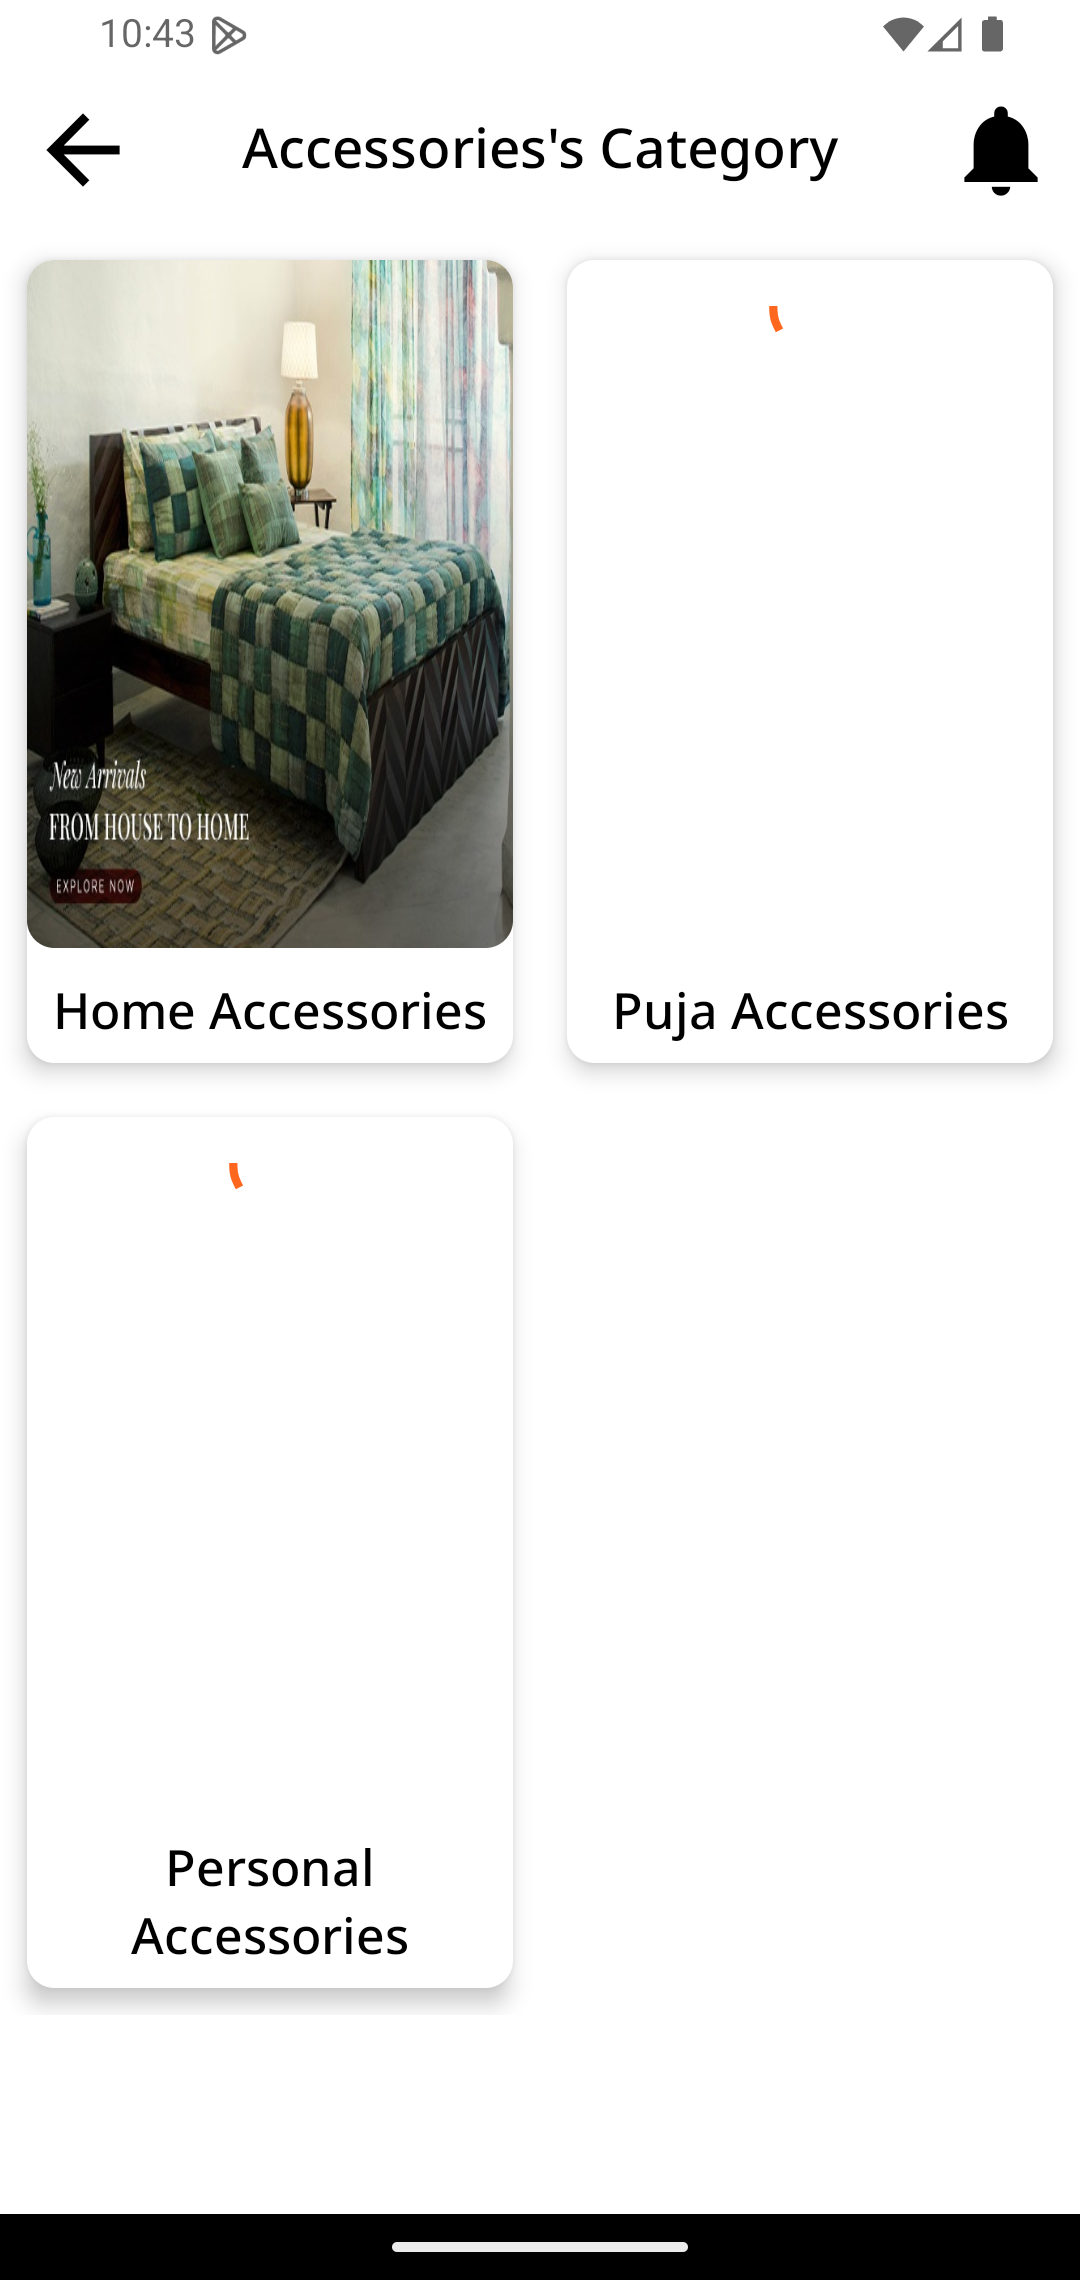 10:43
Accessories's Category
New Arrivals
FROM HOUSE TO HOME
EXPLORE NOW
Home Accessories
Puja Accessories
Personal
Accessories